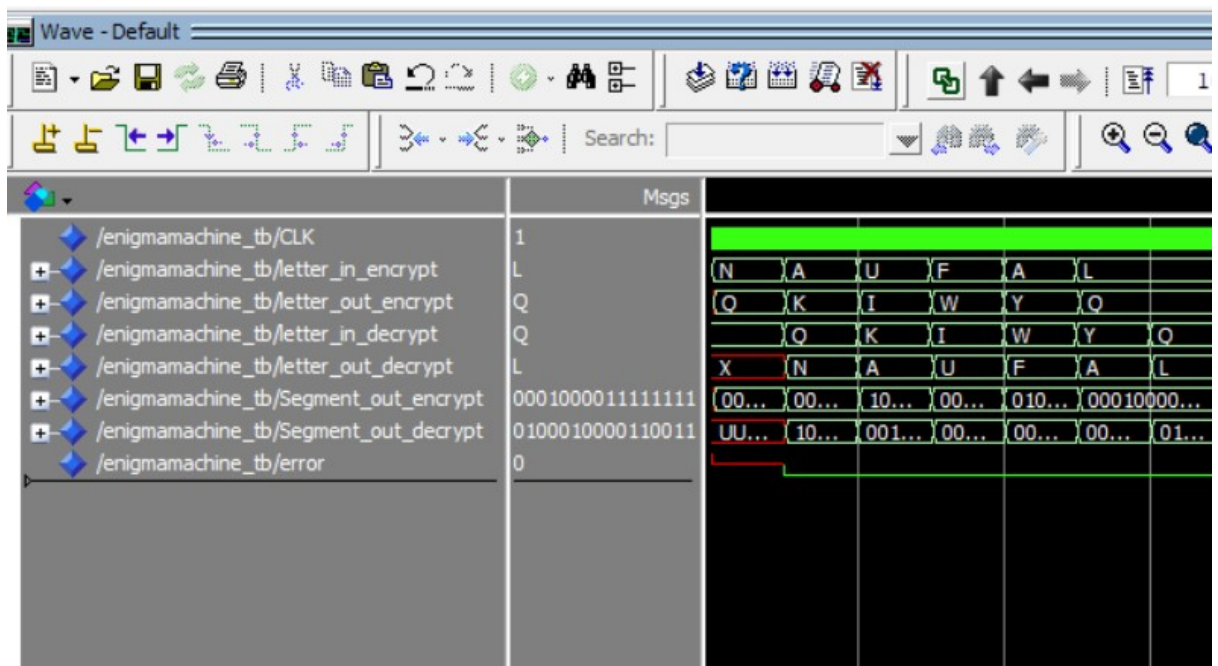 Wave - Default
1
Search:
Msgs
/enigmamachine_tb/CLK 1
/enigmamachine_tb/letter_in_encrypt L N A U F A L
/enigmamachine_tb/letter_out_encrypt Q Q K I W Y Q
/enigmamachine_tb/letter_in_decrypt Q Q K I W Y Q
/enigmamachine_tb/letter_out_decrypt L X N A U F A L
/enigmamachine_tb/Segment_out_encrypt 0001000011111111 00... 00... 10... 00... 010... 00010000...
/enigmamachine_tb/Segment_out_decrypt 0100010000110011 UU... 10... 001... 00... 00... 00... 01...
/enigmamachine_tb/error 0